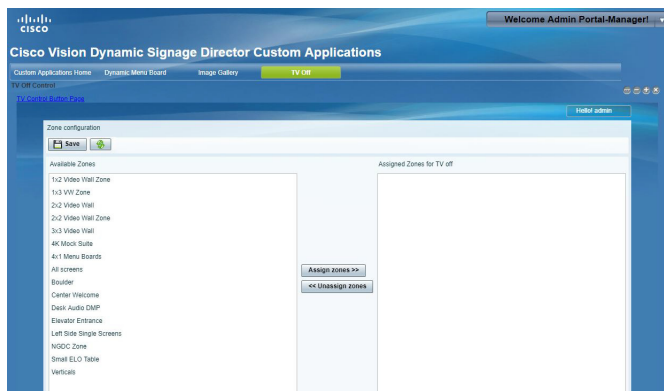 CISCO
Welcome Admin Portal-Manager!
Cisco Vision Dynamic Signage Director Custom Applications
Custom Applications Home Dynamic Menu Board Image Gallery TV Off
TV Off Control
TV Control Button Page
Hello! admin
Zone configuration
Save
Available Zones
Assigned Zones for TV off
1x2 Video Wall Zone
1x3 VW Zone
2x2 Video Wall
2x2 Video Wall Zone
3x3 Video Wall
4K Mock Suite
4x1 Menu Boards
All screens
Boulder
Center Welcome
Desk Audio DMP
Elevator Entrance
Left Side Single Screens
NGDC Zone
Small ELO Table
Verticals
Assign zones >>
<< Unassign zones